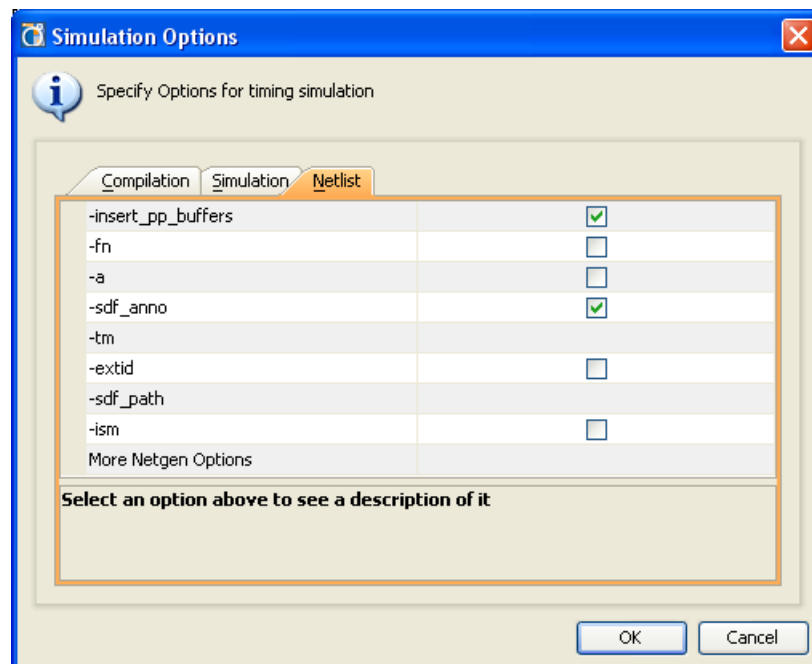 Simulation Options
Specify Options for timing simulation
Compilation Simulation Netlist
-insert_pp_buffers
-fn
-a
-sdf_anno
-tm
-extid
-sdf_path
-ism
More Netgen Options
Select an option above to see a description of it
OK Cancel